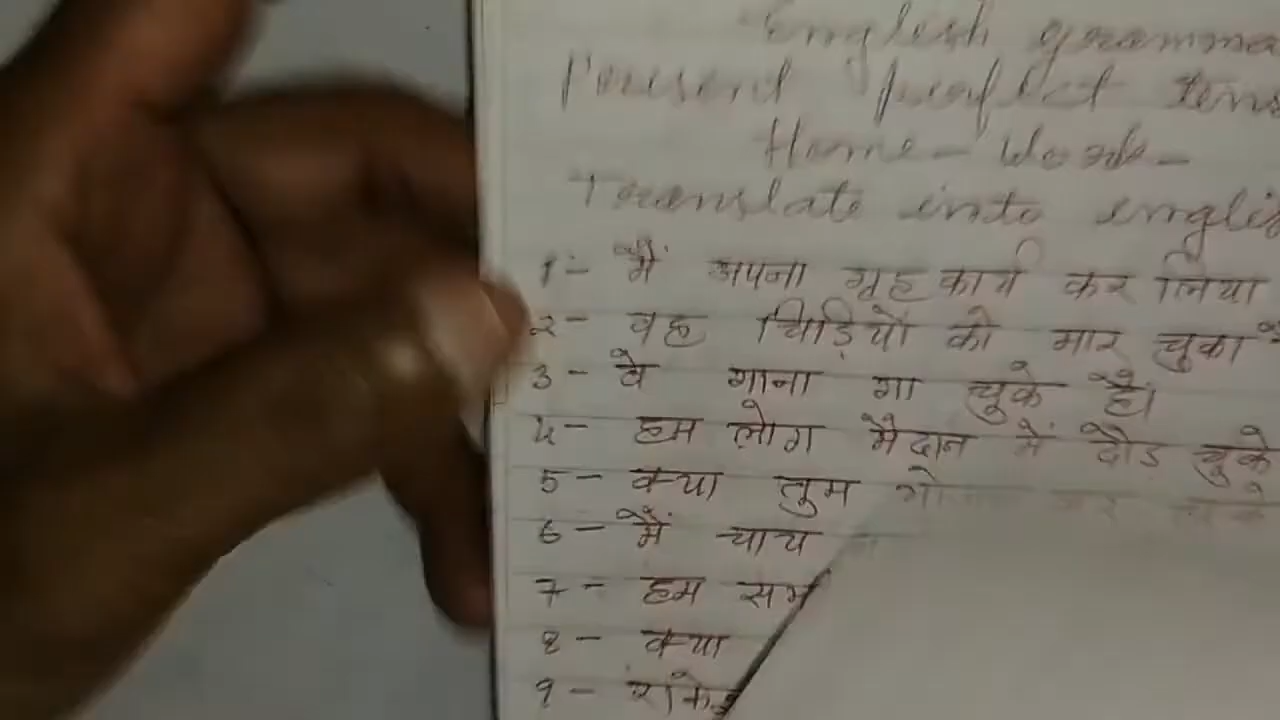 English gramma
Present perfect tens
Home-Work-
Translate into englis
1- मैं अपना गृहकार्य कर लिया
2- वह चिड़ियों को मार चुका है
3- वे गाना गा चुके हैं।
4- हम लोग मैदान में दौड़ चुके
5- क्या तुम
6- मैं चाय
7- हम सभ
8- क्या
9-